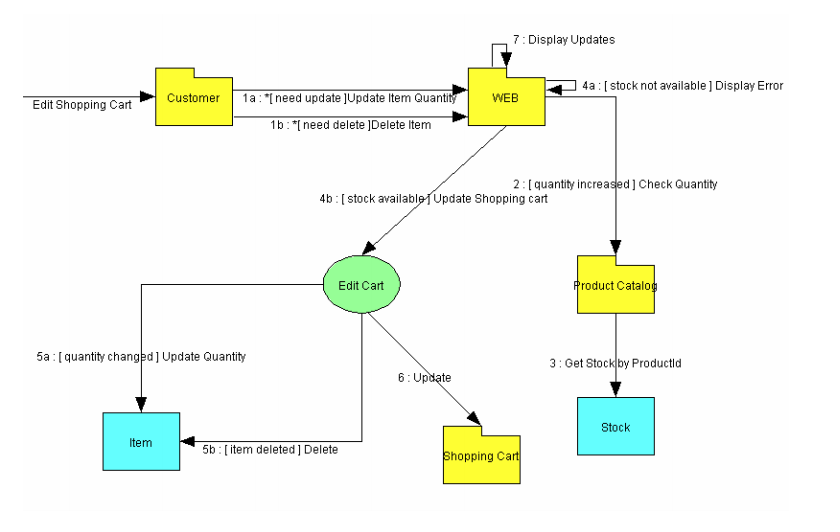 7 : Display Updates
4a : [ stock not available ] Display Error
Customer
WEB
Edit Shopping Cart
1a : *[ need update ]Update Item Quantity
1b : *[ need delete ]Delete Item
2 : [ quantity increased ] Check Quantity
4b : [ stock available ] Update Shopping cart
Edit Cart
Product Catalog
5a : [ quantity changed ] Update Quantity
3 : Get Stock by ProductId
6 : Update
Item
Stock
5b : [ item deleted ] Delete
Shopping Cart